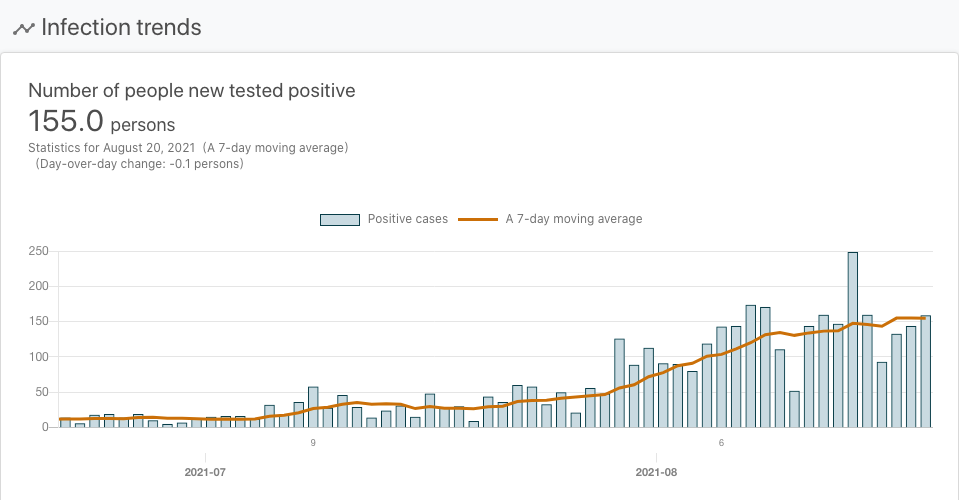 Infection trends
Number of people new tested positive
155.0 persons
Statistics for August 20, 2021 (A 7-day moving average)
(Day-over-day change: -0.1 persons)
Positive cases A 7-day moving average
250
200
150
100
50
0
9 6
2021-07 2021-08